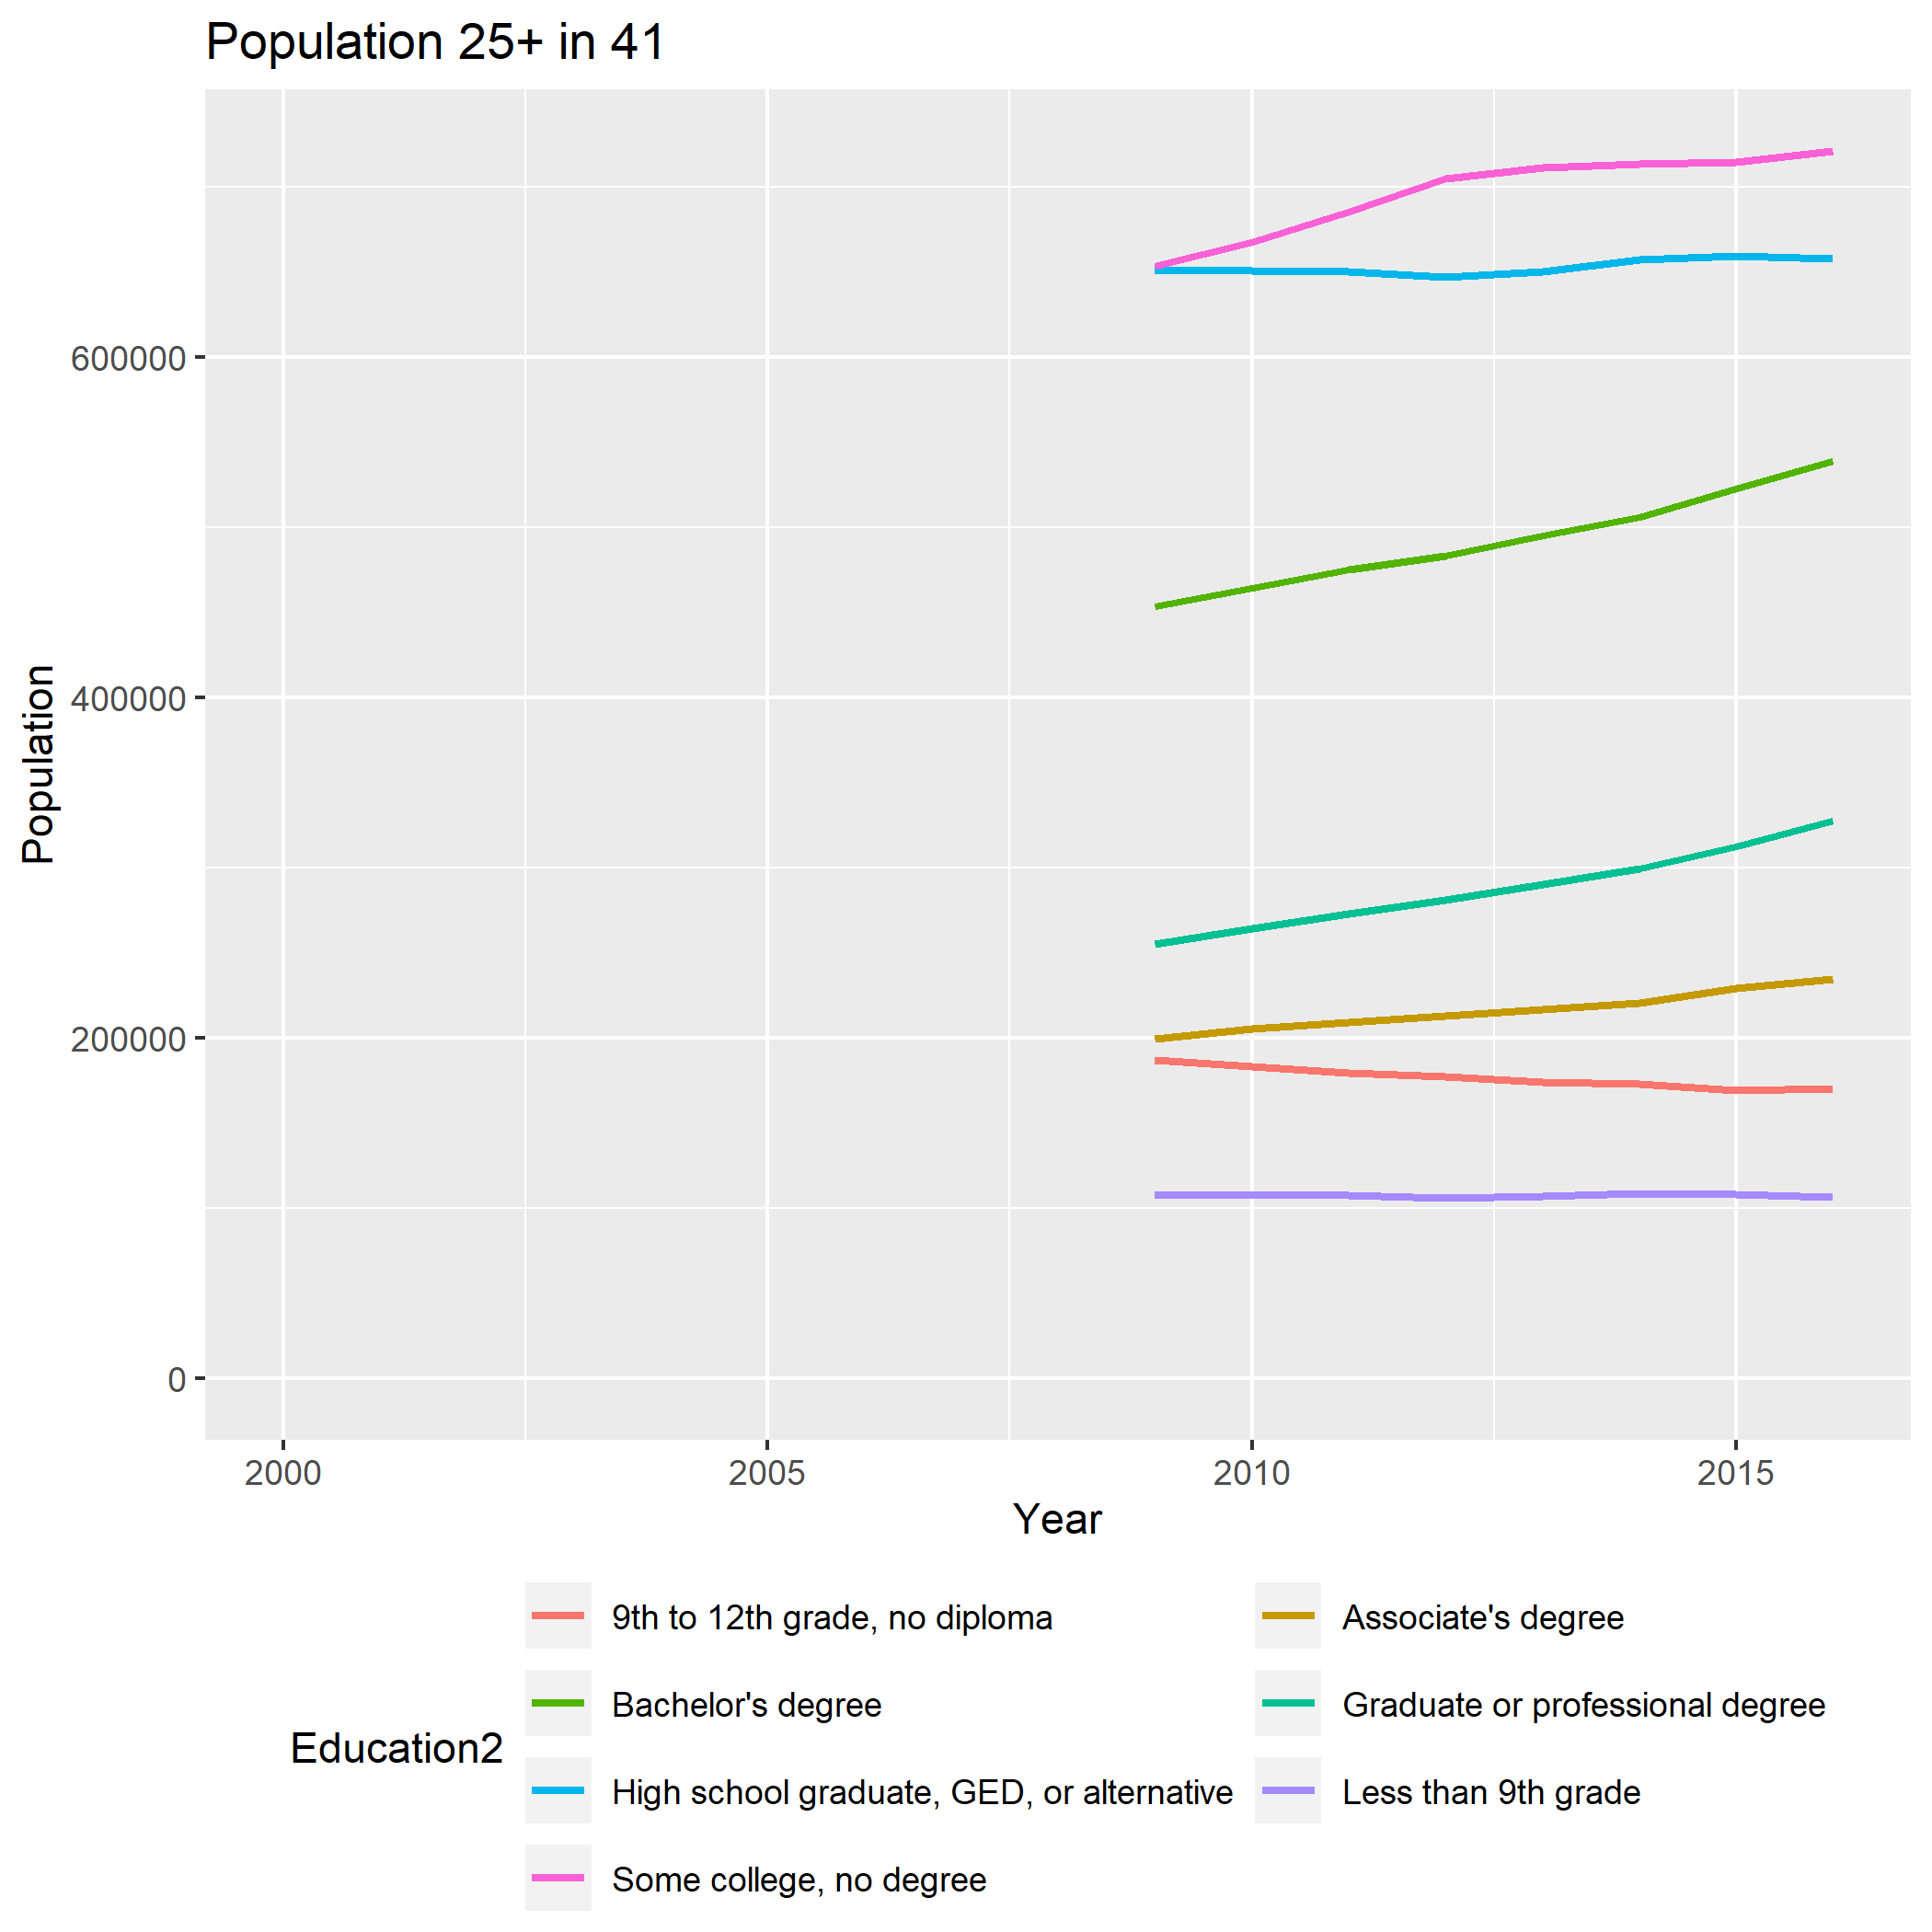 Population 25+ in 41
Population
600000
400000
200000
0
2000 2005 2010 2015
Year
Education2
9th to 12th grade, no diploma
Associate's degree
Bachelor's degree
Graduate or professional degree
High school graduate, GED, or alternative
Less than 9th grade
Some college, no degree